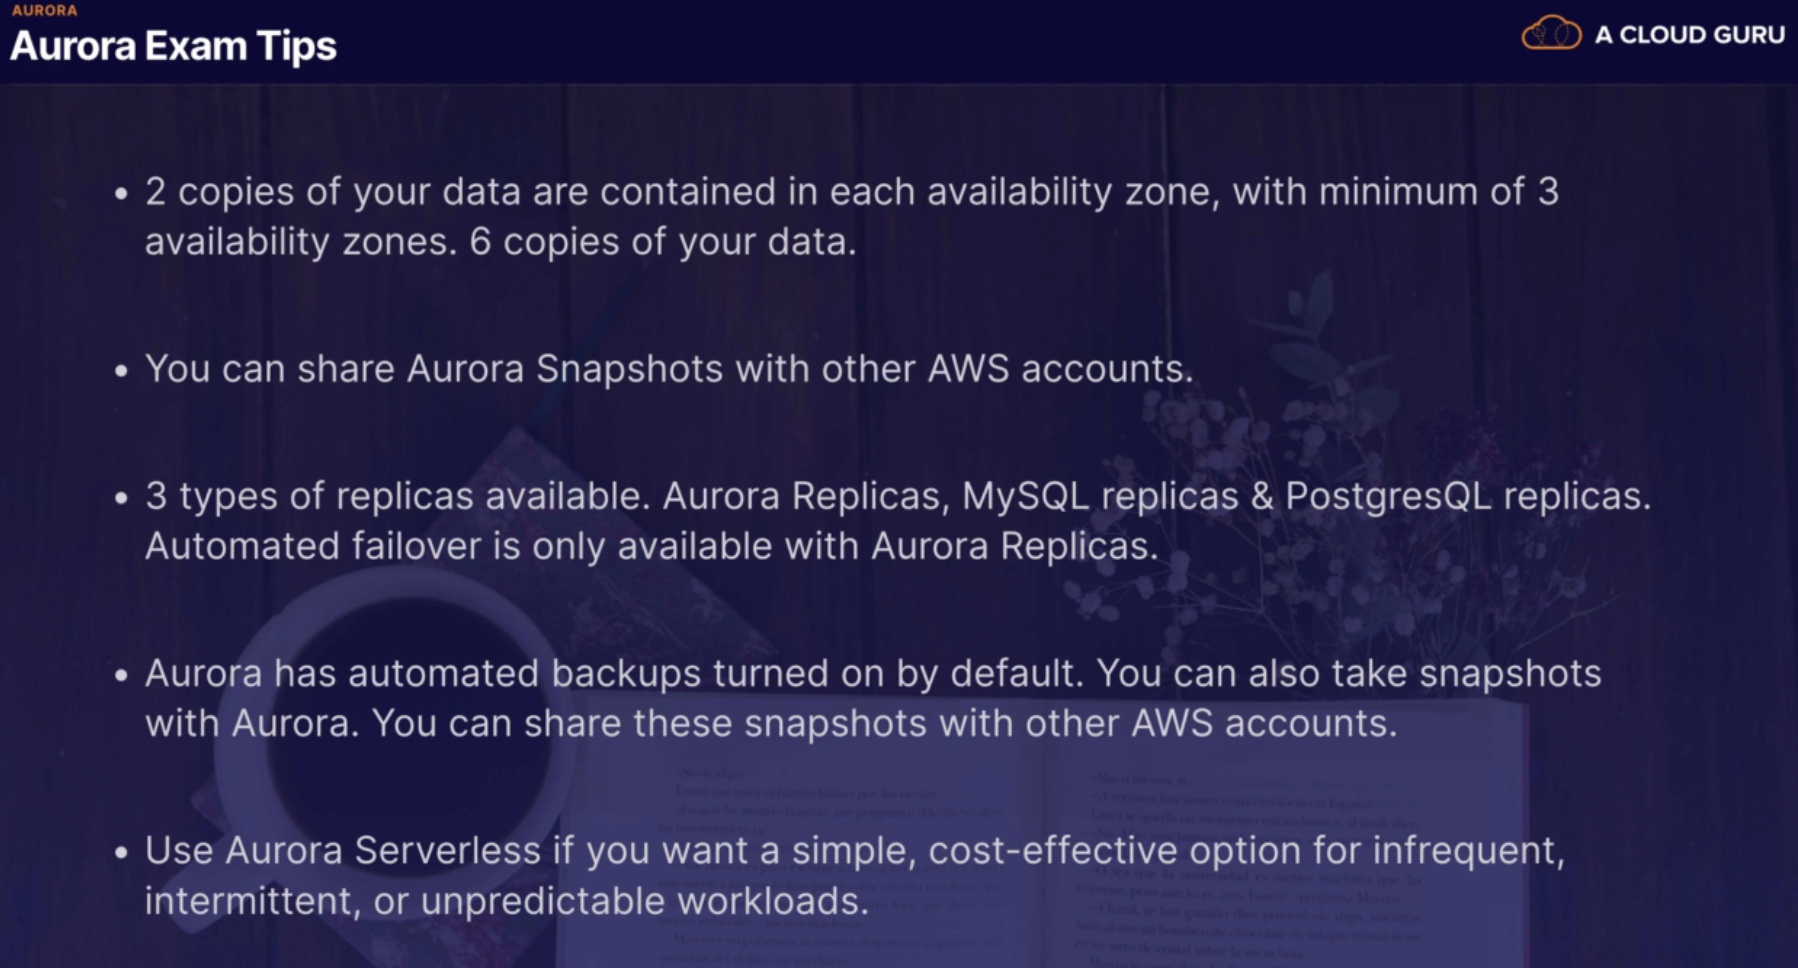 AURORA
Aurora Exam Tips
A CLOUD GURU
• 2 copies of your data are contained in each availability zone, with minimum of 3
availability zones. 6 copies of your data.
• You can share Aurora Snapshots with other AWS accounts.
• 3 types of replicas available. Aurora Replicas, MySQL replicas & PostgresQL replicas.
Automated failover is only available with Aurora Replicas.
• Aurora has automated backups turned on by default. You can also take snapshots
with Aurora. You can share these snapshots with other AWS accounts.
• Use Aurora Serverless if you want a simple, cost-effective option for infrequent,
intermittent, or unpredictable workloads.